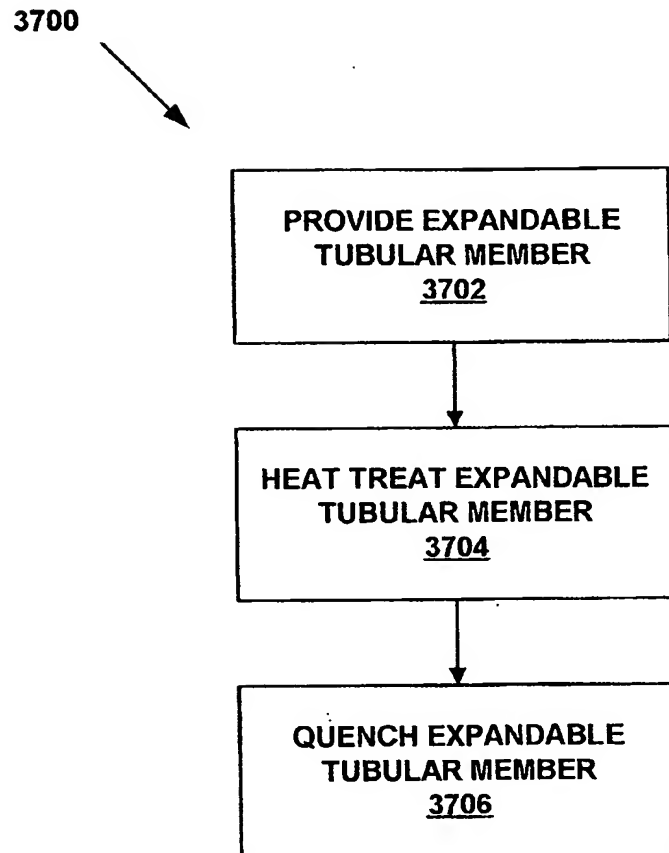 3700
PROVIDE EXPANDABLE
TUBULAR MEMBER
3702
HEAT TREAT EXPANDABLE
TUBULAR MEMBER
3704
QUENCH EXPANDABLE
TUBULAR MEMBER
3706